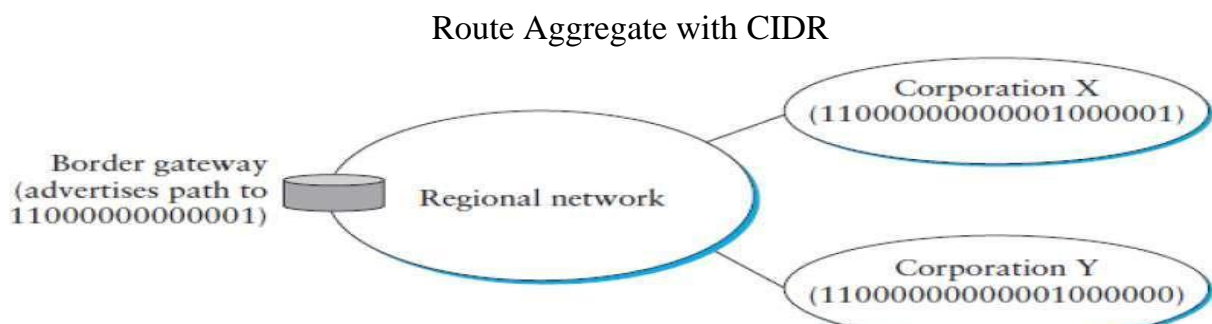 Route Aggregate with CIDR
Corporation X
(11000000000001000001)
Border gateway
(advertises path to
11000000000001)
Regional network
Corporation Y
(11000000000001000000)